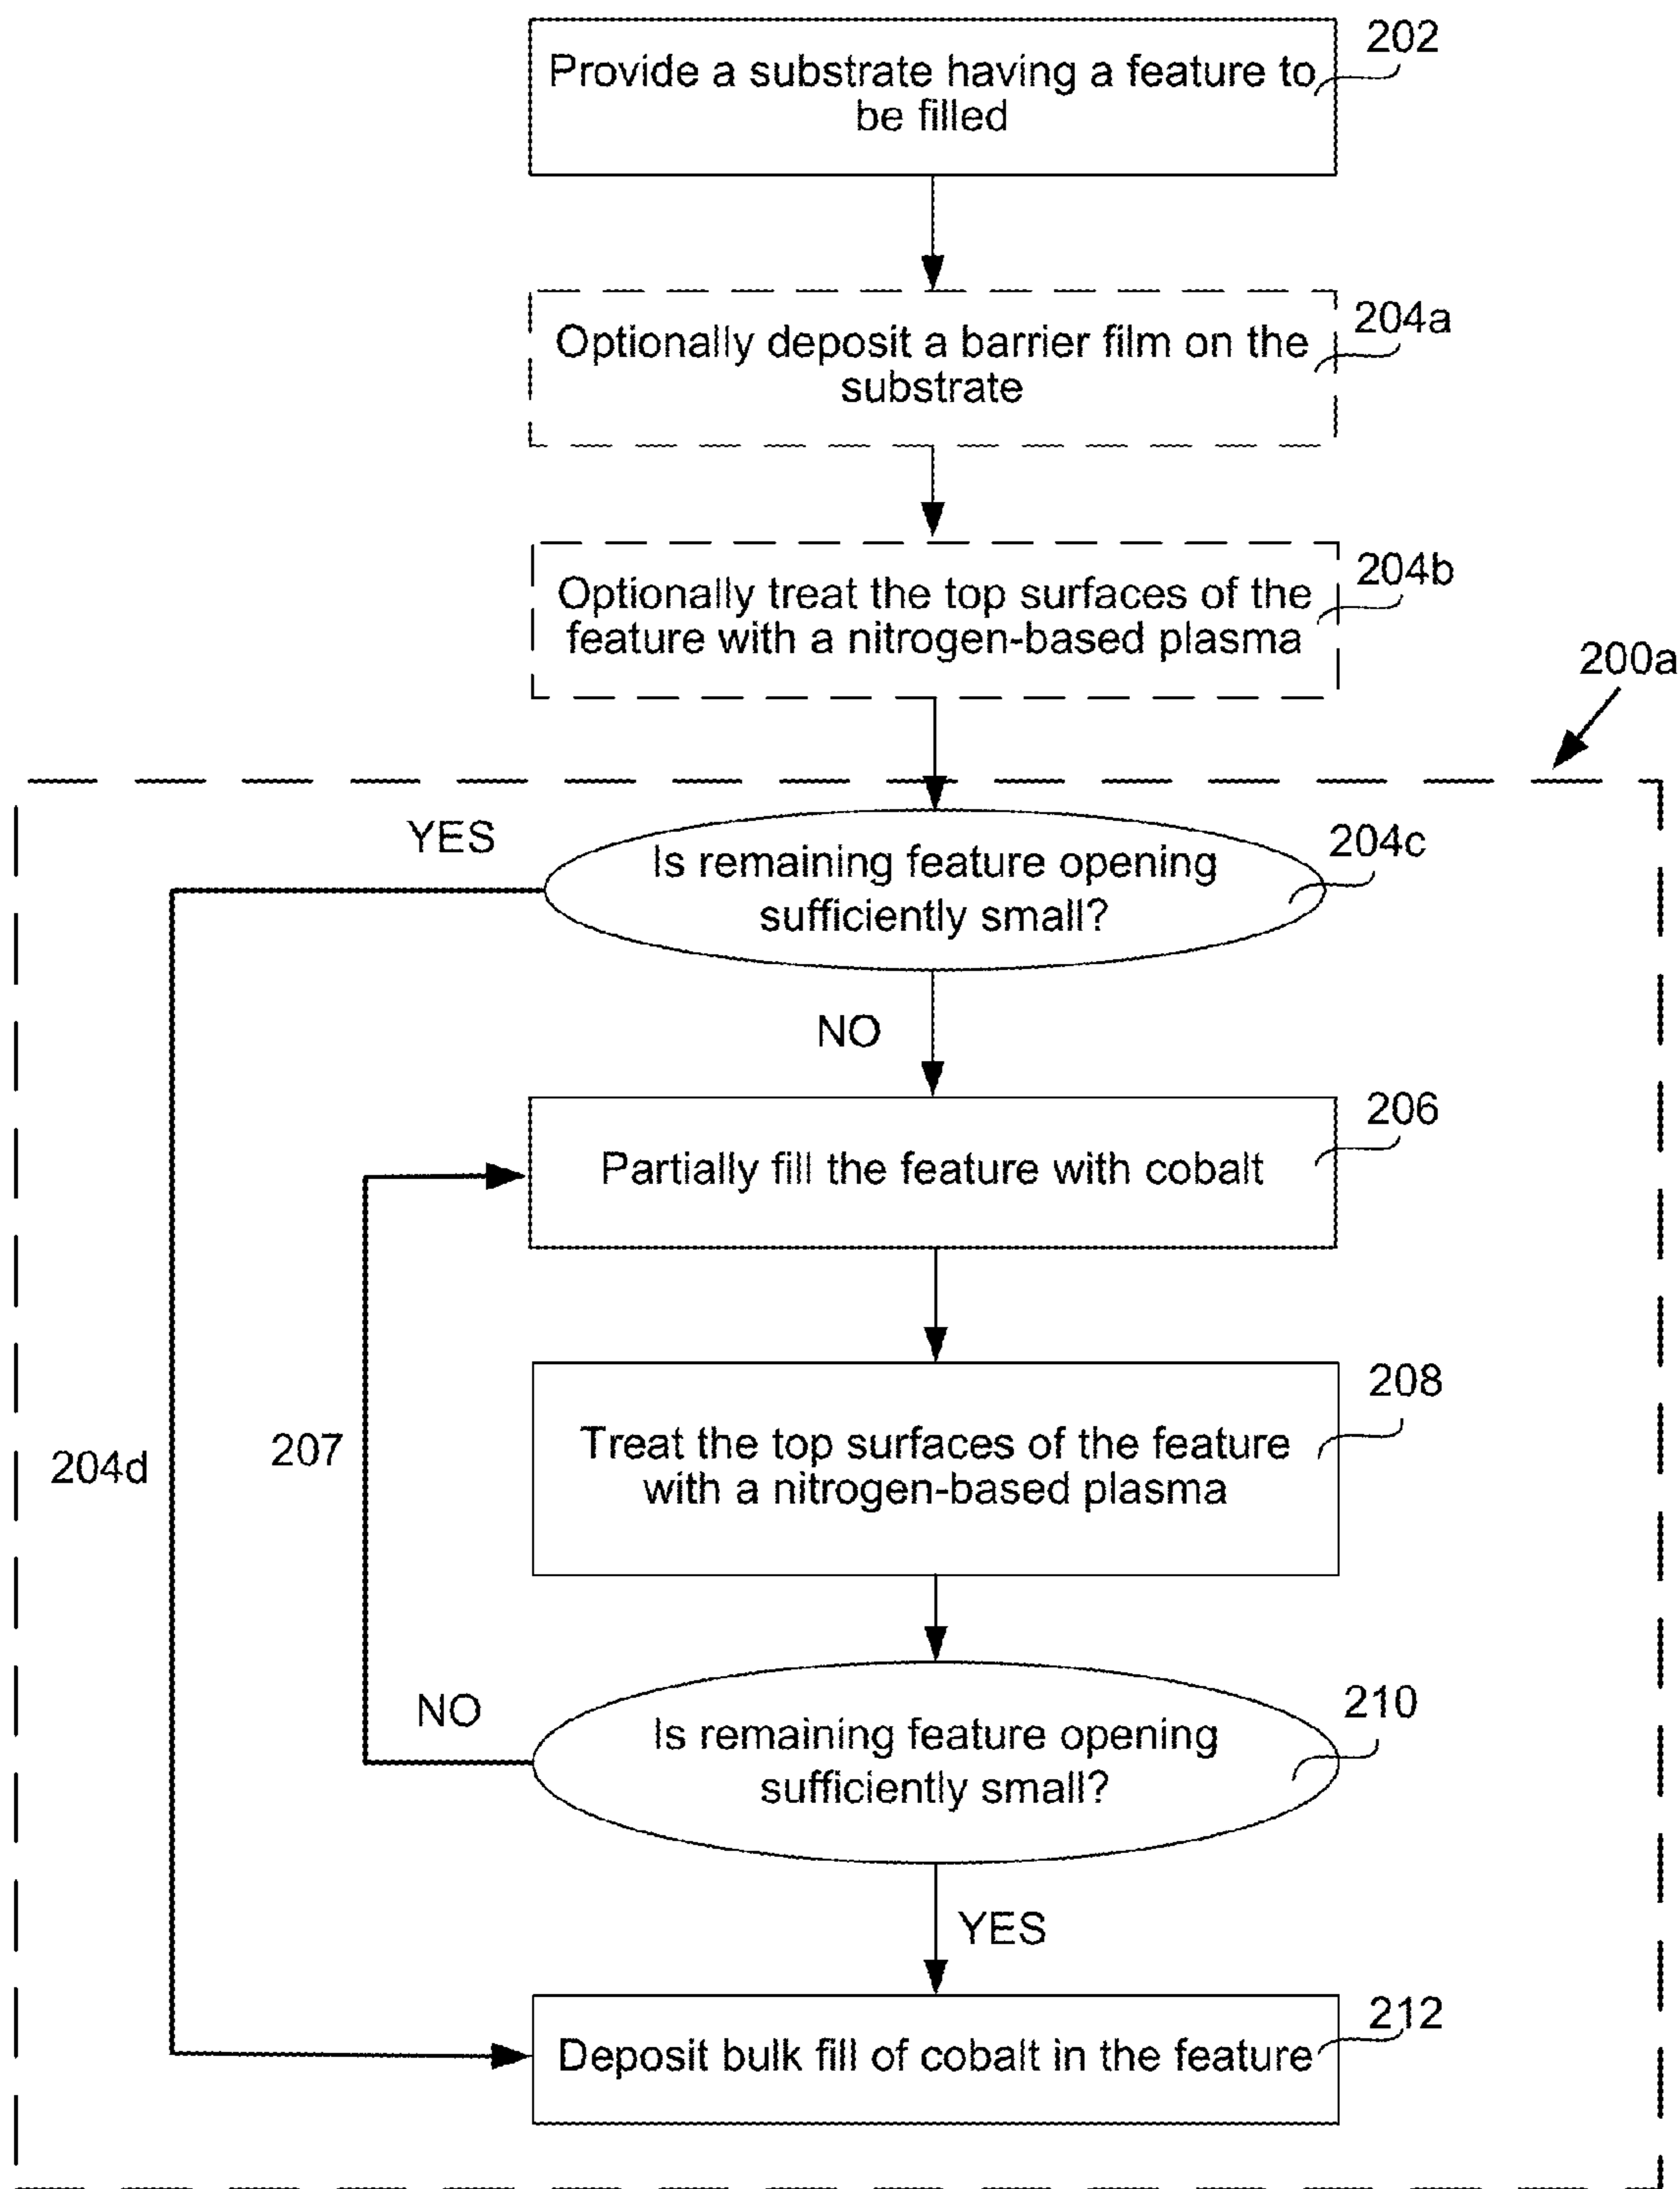 202
Provide a substrate having a feature to
be filled
204a
Optionally deposit a barrier film on the
substrate
204b
Optionally treat the top surfaces of the
feature with a nitrogen-based plasma
200a
YES
204c
Is remaining feature opening
sufficiently small?
NO
206
Partially fill the feature with cobalt
208
Treat the top surfaces of the feature
with a nitrogen-based plasma
204d
207
NO
210
Is remaining feature opening
sufficiently small?
YES
212
Deposit bulk fill of cobalt in the feature